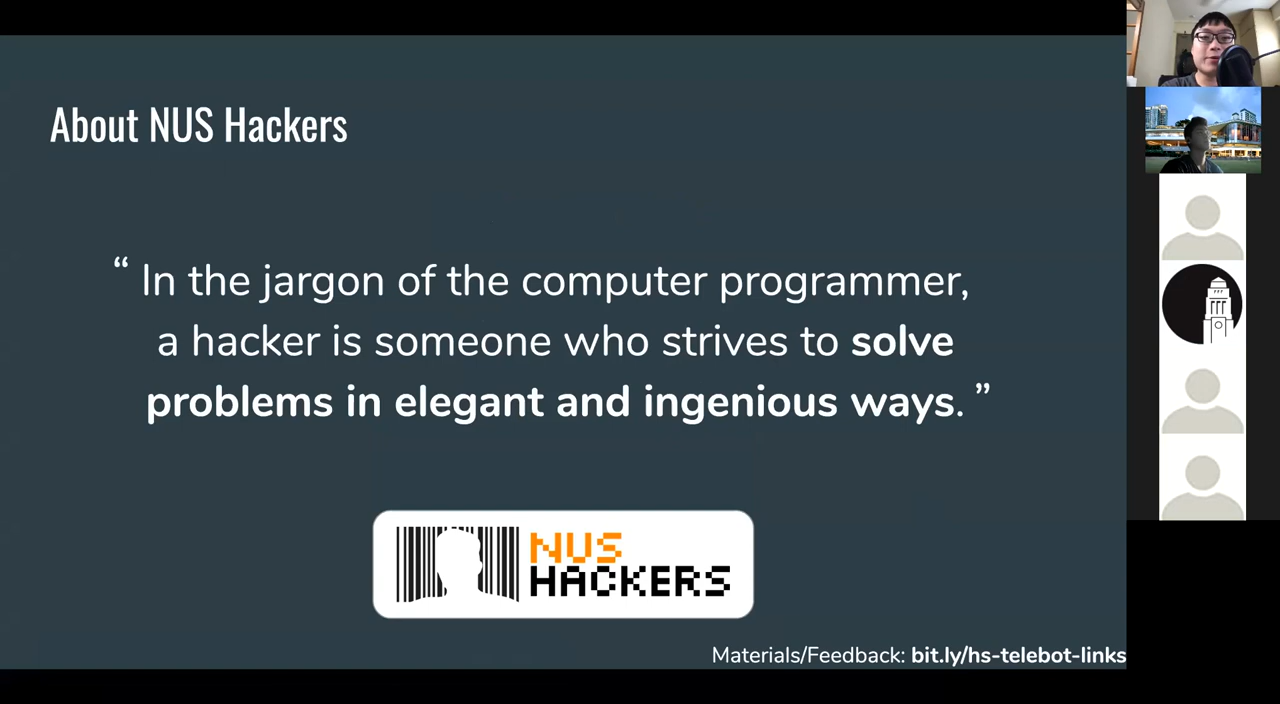 About NUS Hackers
“ In the jargon of the computer programmer,
a hacker is someone who strives to solve
problems in elegant and ingenious ways. ”
NUS
HACKERS
Materials/Feedback: bit.ly/hs-telebot-links